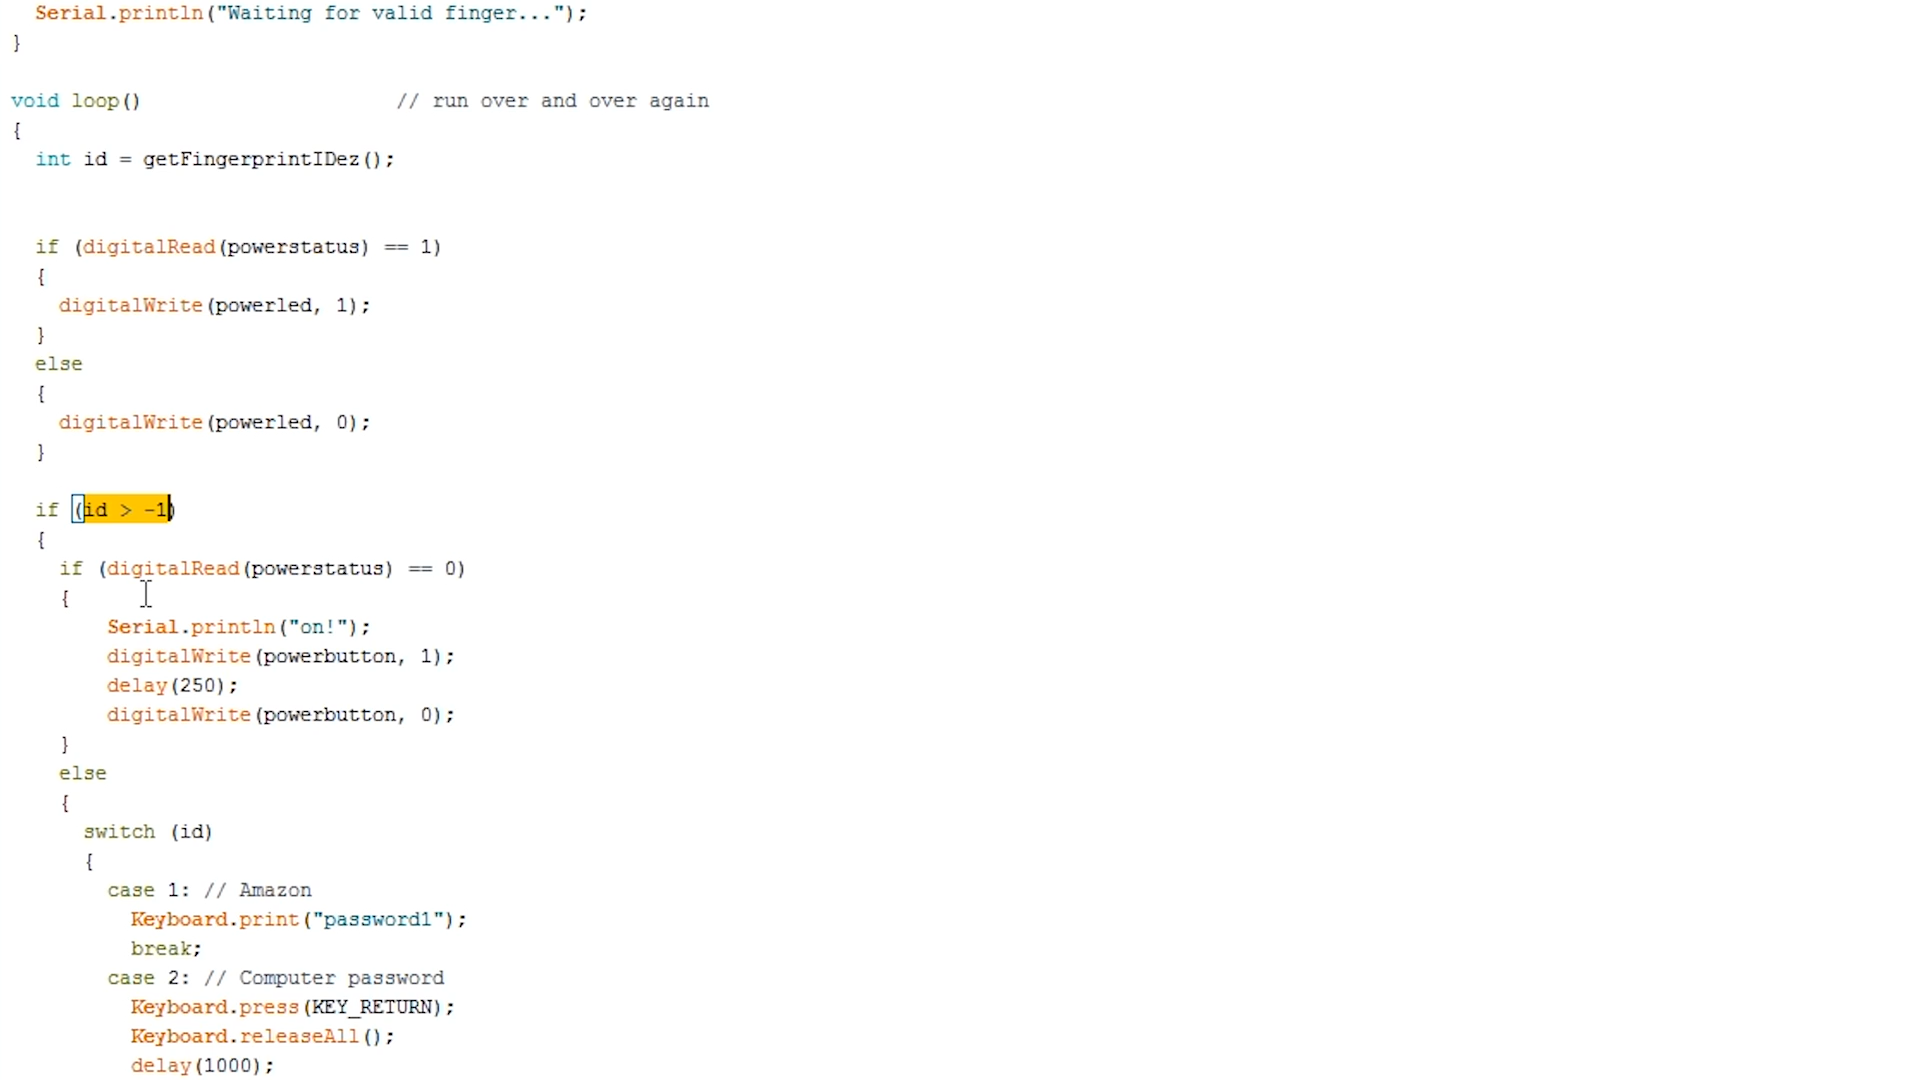 Serial.println("Waiting for valid finger...");
}
void loop() // run over and over again
{
int id = getFingerprintIDez();
if (digitalRead(powerstatus) == 1)
{
digitalWrite(powerled, 1);
}
else
{
digitalWrite(powerled, 0);
}
if (id > -1)
{
if (digitalRead(powerstatus) == 0)
{
Serial.println("on!");
digitalWrite(powerbutton, 1);
delay(250);
digitalWrite(powerbutton, 0);
}
else
{
switch (id)
{
case 1: // Amazon
Keyboard.print("password1");
break;
case 2: // Computer password
Keyboard.press(KEY_RETURN);
Keyboard.releaseAll();
delay(1000);